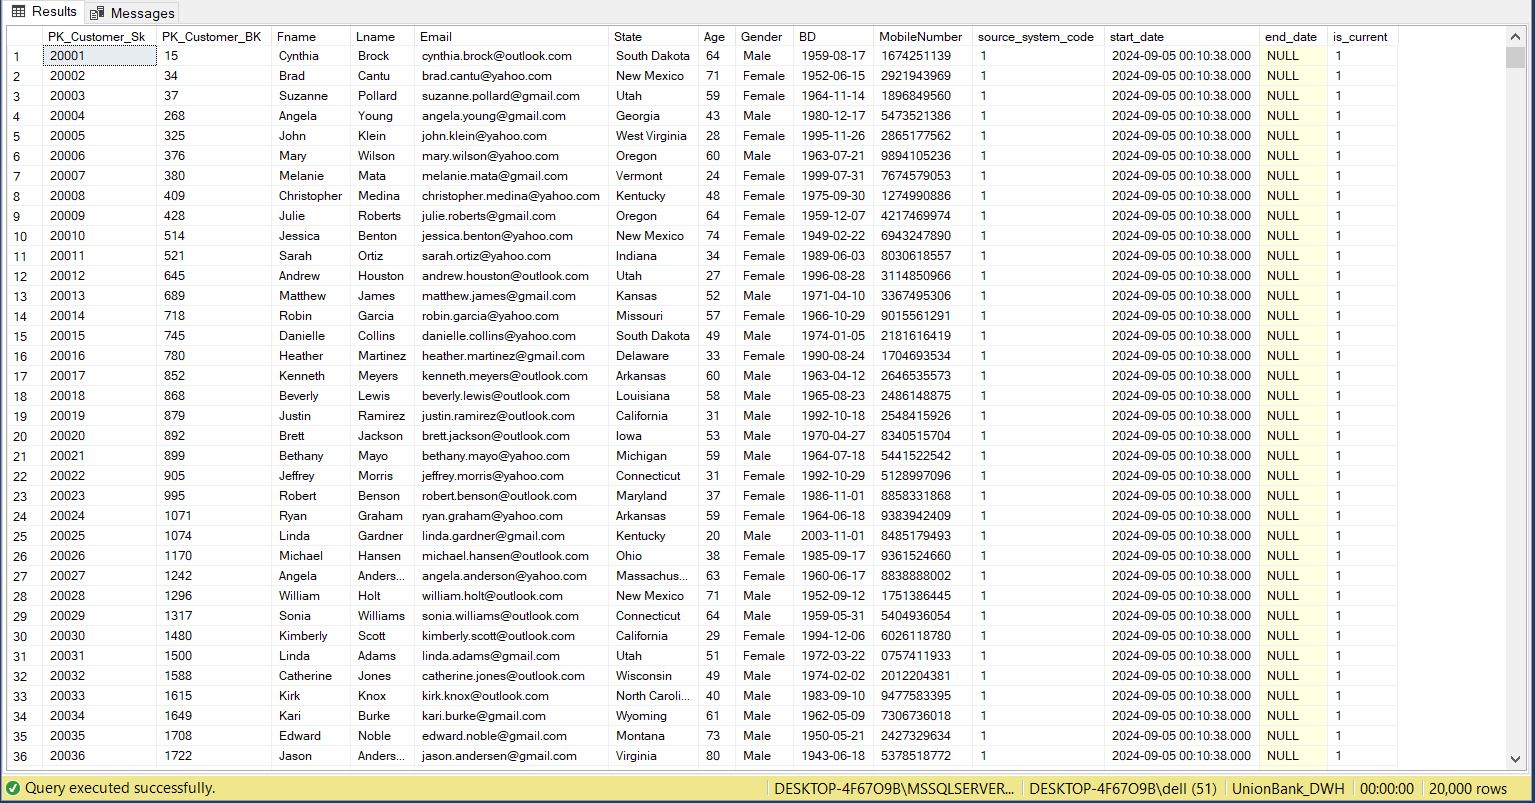 Results Messages
PK_Customer_Sk PK_Customer_BK Fname Lname Email State Age Gender BD MobileNumber source_system_code start_date end_date is_current
1 20001 15 Cynthia Brock cynthia.brock@outlook.com South Dakota 64 Male 1959-08-17 1674251139 1 2024-09-05 00:10:38.000 NULL 1
2 20002 34 Brad Cantu brad.cantu@yahoo.com New Mexico 71 Female 1952-06-15 2921943969 1 2024-09-05 00:10:38.000 NULL 1
3 20003 37 Suzanne Pollard suzanne.pollard@gmail.com Utah 59 Female 1964-11-14 1896849560 1 2024-09-05 00:10:38.000 NULL 1
4 20004 268 Angela Young angela.young@gmail.com Georgia 43 Male 1980-12-17 5473521386 1 2024-09-05 00:10:38.000 NULL 1
5 20005 325 John Klein john.klein@yahoo.com West Virginia 28 Female 1995-11-26 2865177562 1 2024-09-05 00:10:38.000 NULL 1
6 20006 376 Mary Wilson mary.wilson@yahoo.com Oregon 60 Male 1963-07-21 9894105236 1 2024-09-05 00:10:38.000 NULL 1
7 20007 380 Melanie Mata melanie.mata@gmail.com Vermont 24 Female 1999-07-31 7674579053 1 2024-09-05 00:10:38.000 NULL 1
8 20008 409 Christopher Medina christopher.medina@yahoo.com Kentucky 48 Female 1975-09-30 1274990886 1 2024-09-05 00:10:38.000 NULL 1
9 20009 428 Julie Roberts julie.roberts@gmail.com Oregon 64 Female 1959-12-07 4217469974 1 2024-09-05 00:10:38.000 NULL 1
10 20010 514 Jessica Benton jessica.benton@yahoo.com New Mexico 74 Female 1949-02-22 6943247890 1 2024-09-05 00:10:38.000 NULL 1
11 20011 521 Sarah Ortiz sarah.ortiz@yahoo.com Indiana 34 Female 1989-06-03 8030618557 1 2024-09-05 00:10:38.000 NULL 1
12 20012 645 Andrew Houston andrew.houston@outlook.com Utah 27 Female 1996-08-28 3114850966 1 2024-09-05 00:10:38.000 NULL 1
13 20013 689 Matthew James matthew.james@gmail.com Kansas 52 Male 1971-04-10 3367495306 1 2024-09-05 00:10:38.000 NULL 1
14 20014 718 Robin Garcia robin.garcia@yahoo.com Missouri 57 Female 1966-10-29 9015561291 1 2024-09-05 00:10:38.000 NULL 1
15 20015 745 Danielle Collins danielle.collins@yahoo.com South Dakota 49 Male 1974-01-05 2181616419 1 2024-09-05 00:10:38.000 NULL 1
16 20016 780 Heather Martinez heather.martinez@gmail.com Delaware 33 Female 1990-08-24 1704693534 1 2024-09-05 00:10:38.000 NULL 1
17 20017 852 Kenneth Meyers kenneth.meyers@outlook.com Arkansas 60 Male 1963-04-12 2646535573 1 2024-09-05 00:10:38.000 NULL 1
18 20018 868 Beverly Lewis beverly.lewis@outlook.com Louisiana 58 Male 1965-08-23 2486148875 1 2024-09-05 00:10:38.000 NULL 1
19 20019 879 Justin Ramirez justin.ramirez@outlook.com California 31 Male 1992-10-18 2548415926 1 2024-09-05 00:10:38.000 NULL 1
20 20020 892 Brett Jackson brett.jackson@outlook.com Iowa 53 Male 1970-04-27 8340515704 1 2024-09-05 00:10:38.000 NULL 1
21 20021 899 Bethany Mayo bethany.mayo@yahoo.com Michigan 59 Male 1964-07-18 5441522542 1 2024-09-05 00:10:38.000 NULL 1
22 20022 905 Jeffrey Morris jeffrey.morris@yahoo.com Connecticut 31 Female 1992-10-29 5128997096 1 2024-09-05 00:10:38.000 NULL 1
23 20023 995 Robert Benson robert.benson@outlook.com Maryland 37 Female 1986-11-01 8858331868 1 2024-09-05 00:10:38.000 NULL 1
24 20024 1071 Ryan Graham ryan.graham@yahoo.com Arkansas 59 Female 1964-06-18 9383942409 1 2024-09-05 00:10:38.000 NULL 1
25 20025 1074 Linda Gardner linda.gardner@gmail.com Kentucky 20 Male 2003-11-01 8485179493 1 2024-09-05 00:10:38.000 NULL 1
26 20026 1170 Michael Hansen michael.hansen@outlook.com Ohio 38 Female 1985-09-17 9361524660 1 2024-09-05 00:10:38.000 NULL 1
27 20027 1242 Angela Anders... angela.anderson@yahoo.com Massachus... 63 Female 1960-06-17 8838888002 1 2024-09-05 00:10:38.000 NULL 1
28 20028 1296 William Holt william.holt@outlook.com New Mexico 71 Male 1952-09-12 1751386445 1 2024-09-05 00:10:38.000 NULL 1
29 20029 1317 Sonia Williams sonia.williams@outlook.com Connecticut 64 Male 1959-05-31 5404936054 1 2024-09-05 00:10:38.000 NULL 1
30 20030 1480 Kimberly Scott kimberly.scott@outlook.com California 29 Female 1994-12-06 6026118780 1 2024-09-05 00:10:38.000 NULL 1
31 20031 1500 Linda Adams linda.adams@gmail.com Utah 51 Female 1972-03-22 0757411933 1 2024-09-05 00:10:38.000 NULL 1
32 20032 1588 Catherine Jones catherine.jones@outlook.com Wisconsin 49 Male 1974-02-02 2012204381 1 2024-09-05 00:10:38.000 NULL 1
33 20033 1615 Kirk Knox kirk.knox@outlook.com North Caroli... 40 Male 1983-09-10 9477583395 1 2024-09-05 00:10:38.000 NULL 1
34 20034 1649 Kari Burke kari.burke@gmail.com Wyoming 61 Male 1962-05-09 7306736018 1 2024-09-05 00:10:38.000 NULL 1
35 20035 1708 Edward Noble edward.noble@gmail.com Montana 73 Male 1950-05-21 2427329634 1 2024-09-05 00:10:38.000 NULL 1
36 20036 1722 Jason Anders... jason.andersen@gmail.com Virginia 80 Male 1943-06-18 5378518772 1 2024-09-05 00:10:38.000 NULL 1
Query executed successfully. DESKTOP-4F67O9B\MSSQLSERVER... DESKTOP-4F67O9B\dell (51) UnionBank_DWH 00:00:00 20,000 rows